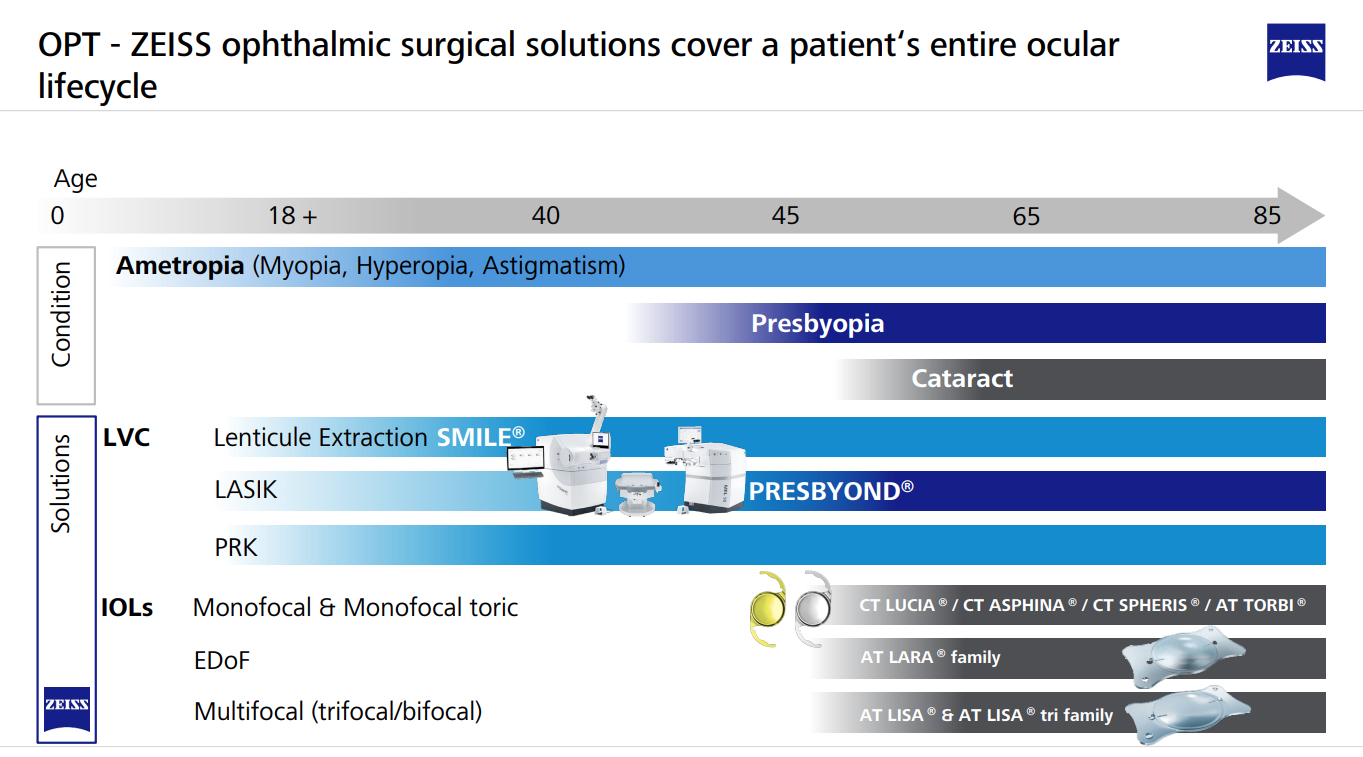 OPT - ZEISS ophthalmic surgical solutions cover a patient‘s entire ocular
lifecycle
ZEISS
Age
0 18 + 40 45 65 85
Condition
Ametropia (Myopia, Hyperopia, Astigmatism)
Presbyopia
Cataract
Solutions
LVC Lenticule Extraction SMILE®
LASIK PRESBYOND®
PRK
IOLs Monofocal & Monofocal toric CT LUCIA® / CT ASPHINA® / CT SPHERIS® / AT TORBI®
EDoF AT LARA® family
Multifocal (trifocal/bifocal) AT LISA® & AT LISA® tri family
ZEISS